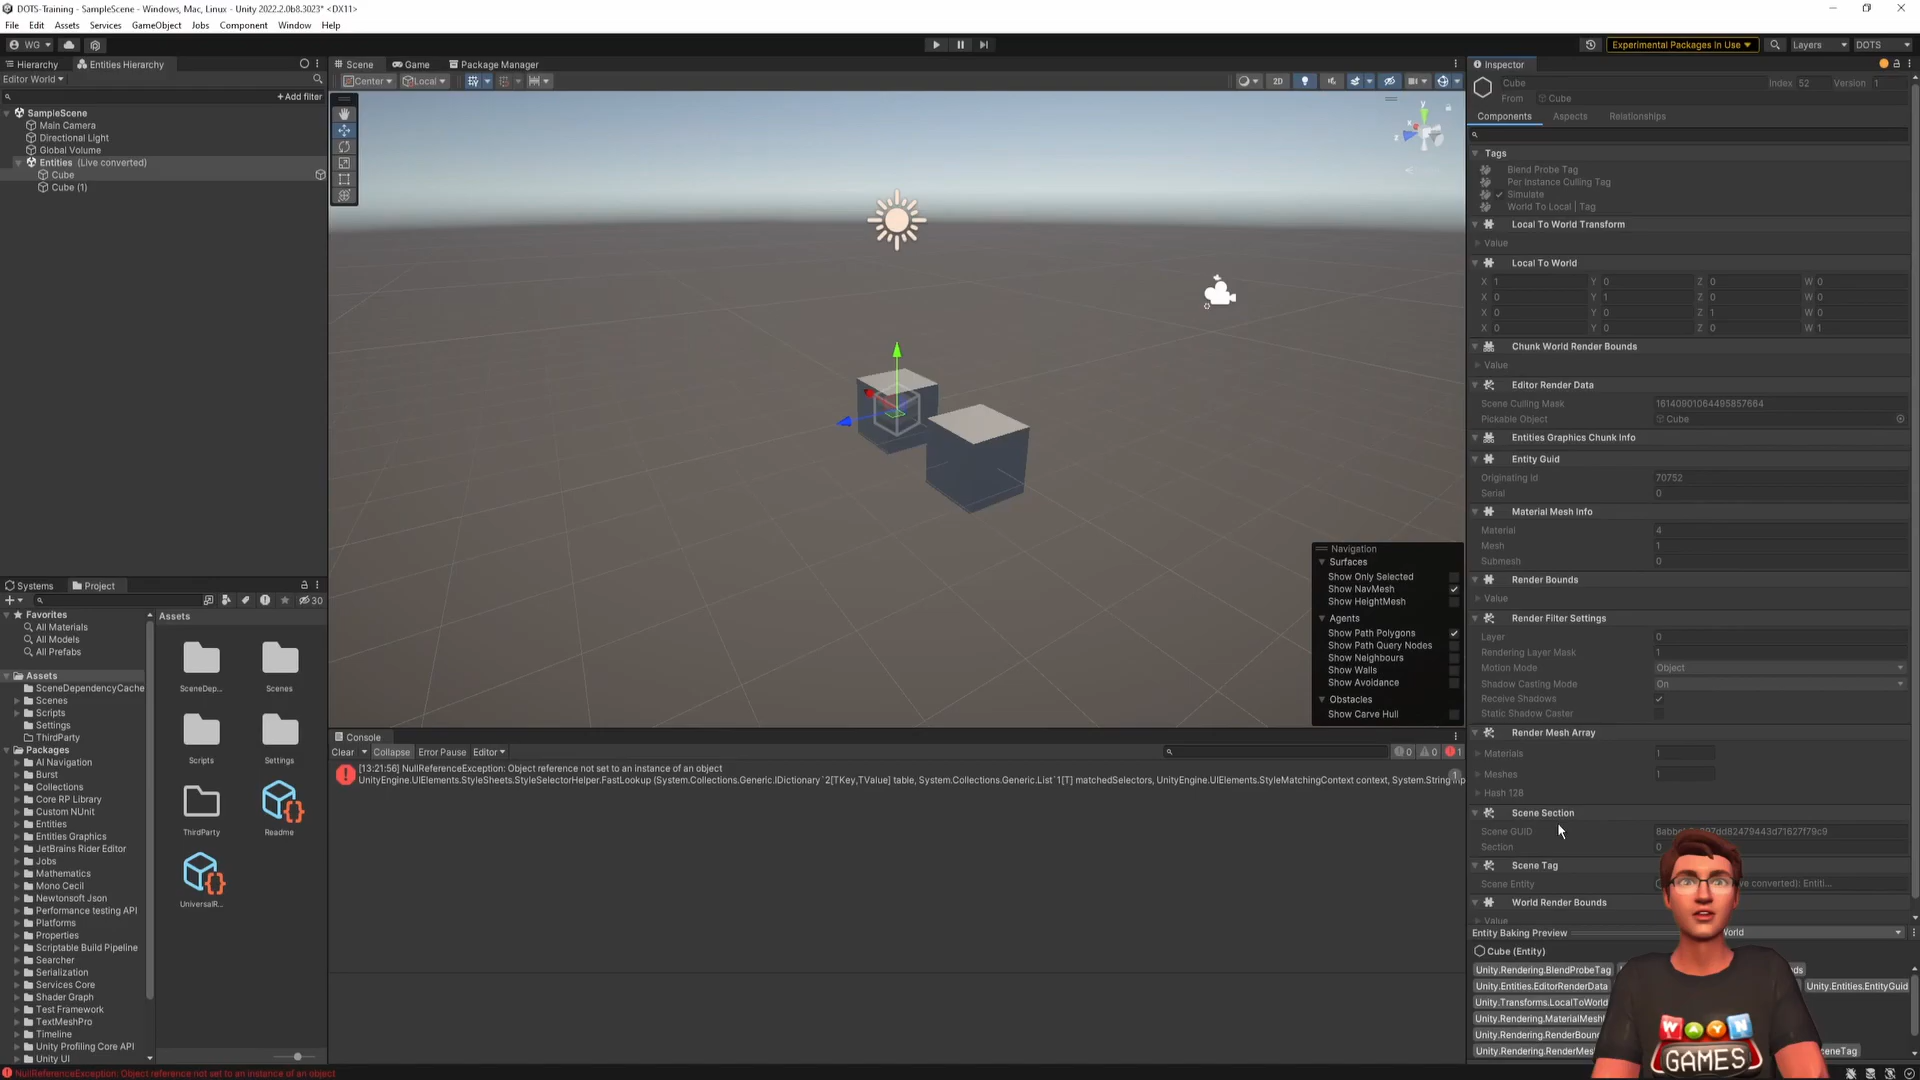 DOTS-Training - SampleScene - Windows, Mac, Linux - Unity 2022.2.0b8.3023* <DX11>
File Edit Assets Services GameObject Jobs Component Window Help
WG
Experimental Packages In Use
Layers
DOTS
Hierarchy
Entities Hierarchy
Editor World
+ Add filter
SampleScene
Main Camera
Directional Light
Global Volume
Entities (Live converted)
Cube
Cube (1)
Scene
Game
Package Manager
Center
Local
2D
y
x
z
Navigation
Surfaces
Show Only Selected
Show NavMesh
Show HeightMesh
Agents
Show Path Polygons
Show Path Query Nodes
Show Neighbours
Show Walls
Show Avoidance
Obstacles
Show Carve Hull
Systems
Project
30
Favorites
All Materials
All Models
All Prefabs
Assets
SceneDependencyCache
Scenes
Scripts
Settings
ThirdParty
Packages
AI Navigation
Burst
Collections
Core RP Library
Custom NUnit
Entities
Entities Graphics
JetBrains Rider Editor
Jobs
Mathematics
Mono Cecil
Newtonsoft Json
Performance testing API
Platforms
Properties
Scriptable Build Pipeline
Searcher
Serialization
Services Core
Shader Graph
Test Framework
TextMeshPro
Timeline
Unity Profiling Core API
Unity UI
Assets
SceneDep...
Scenes
Scripts
Settings
ThirdParty
Readme
UniversalR...
Console
Clear
Collapse
Error Pause
Editor
0
0
1
[13:21:56] NullReferenceException: Object reference not set to an instance of an object
UnityEngine.UIElements.StyleSheets.StyleSelectorHelper.FastLookup (System.Collections.Generic.IDictionary`2[TKey,TValue] table, System.Collections.Generic.List`1[T] matchedSelectors, UnityEngine.UIElements.StyleMatchingContext context, System.String inp
1
Inspector
Cube
Index 52 Version 1
From Cube
Components Aspects Relationships
Tags
Blend Probe Tag
Per Instance Culling Tag
Simulate
World To Local | Tag
Local To World Transform
Value
Local To World
X 1 Y 0 Z 0 W 0
X 0 Y 1 Z 0 W 0
X 0 Y 0 Z 1 W 0
X 0 Y 0 Z 0 W 1
Chunk World Render Bounds
Value
Editor Render Data
Scene Culling Mask 16140901064495857664
Pickable Object Cube
Entities Graphics Chunk Info
Entity Guid
Originating Id 70752
Serial 0
Material Mesh Info
Material 4
Mesh 1
Submesh 0
Render Bounds
Value
Render Filter Settings
Layer 0
Rendering Layer Mask 1
Motion Mode Object
Shadow Casting Mode On
Receive Shadows
Static Shadow Caster
Render Mesh Array
Materials 1
Meshes 1
Hash 128
Scene Section
Scene GUID
Section 0
Scene Tag
Scene Entity ve converted): Entiti...
World Render Bounds
Value
Entity Baking Preview World
Cube (Entity)
Unity.Rendering.BlendProbeTag
Unity.Entities.EditorRenderData Unity.Entities.EntityGuid
Unity.Transforms.LocalToWorld
Unity.Rendering.MaterialMeshI
Unity.Rendering.RenderBoun
Unity.Rendering.RenderMes ceneTag
WAYN
GAMES
NullReferenceException: Object reference not set to an instance of an object